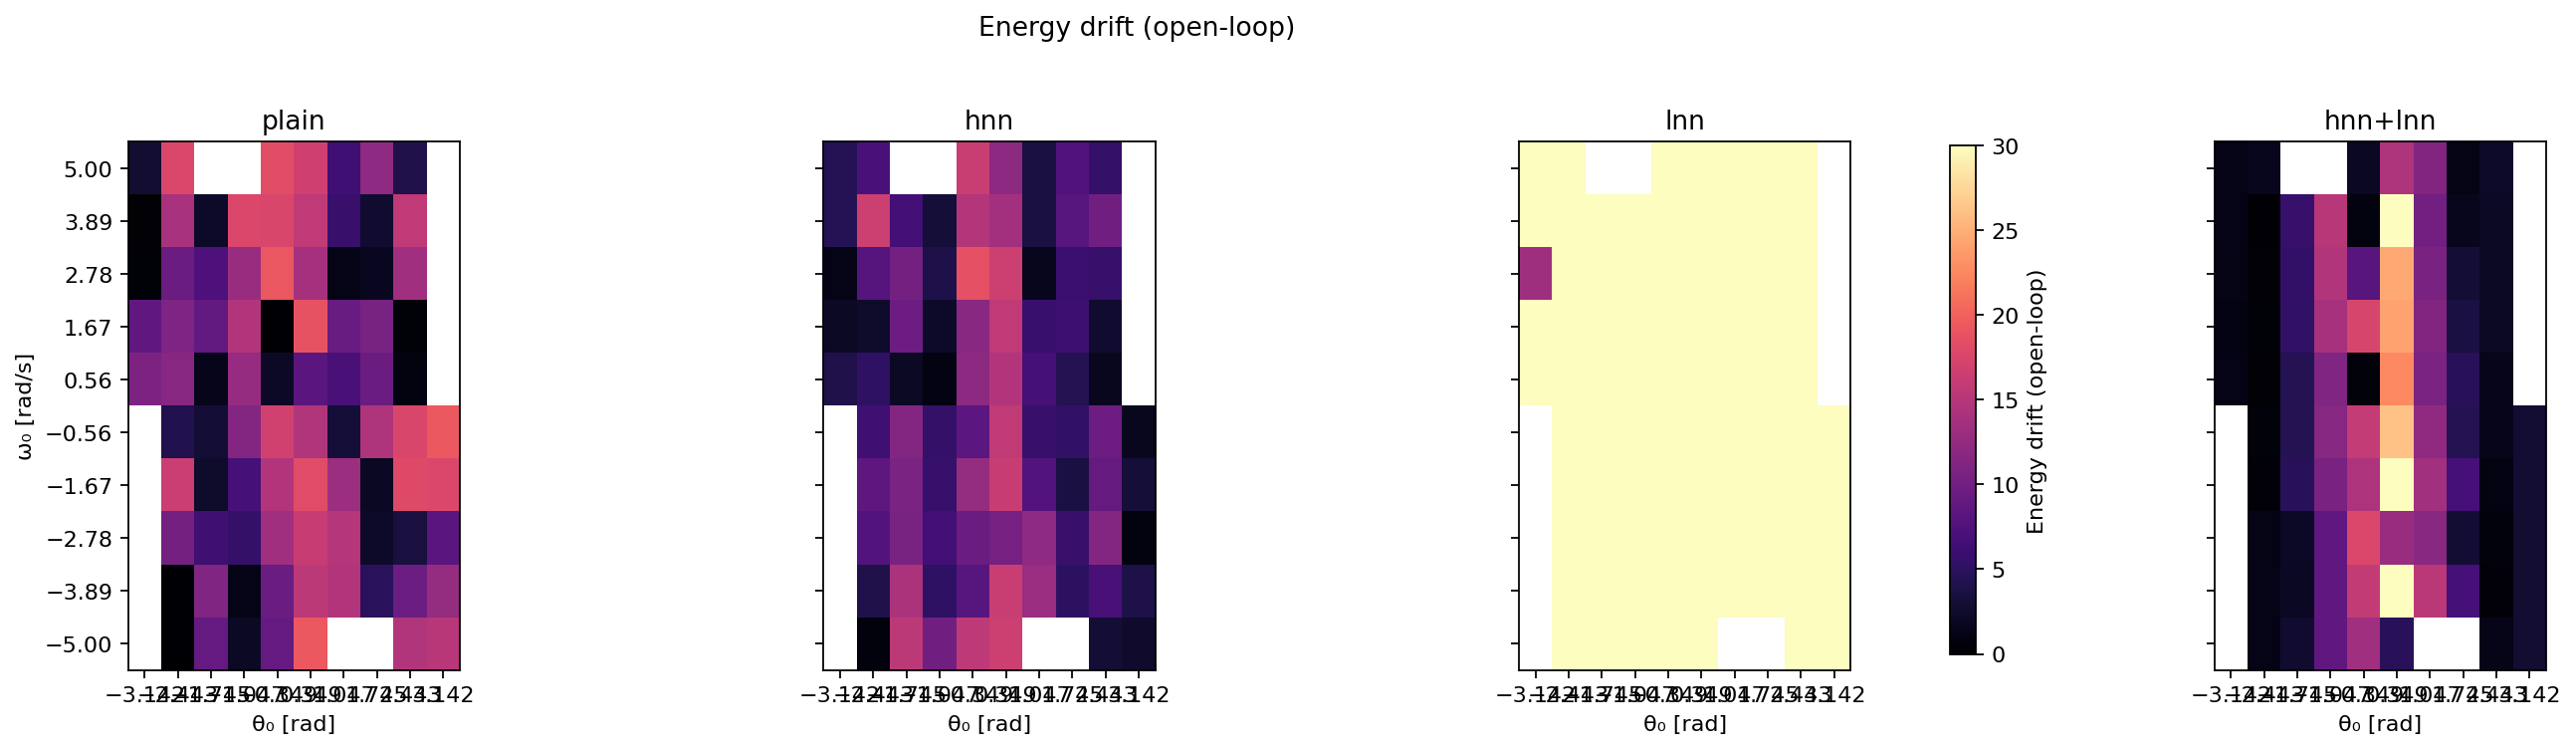 Energy drift (open-loop)
plain
hnn
lnn
hnn+lnn
5.00
3.89
2.78
1.67
0.56
−0.56
−1.67
−2.78
−3.89
−5.00
ω₀ [rad/s]
θ₀ [rad]
θ₀ [rad]
θ₀ [rad]
θ₀ [rad]
30
25
20
15
10
5
0
Energy drift (open-loop)